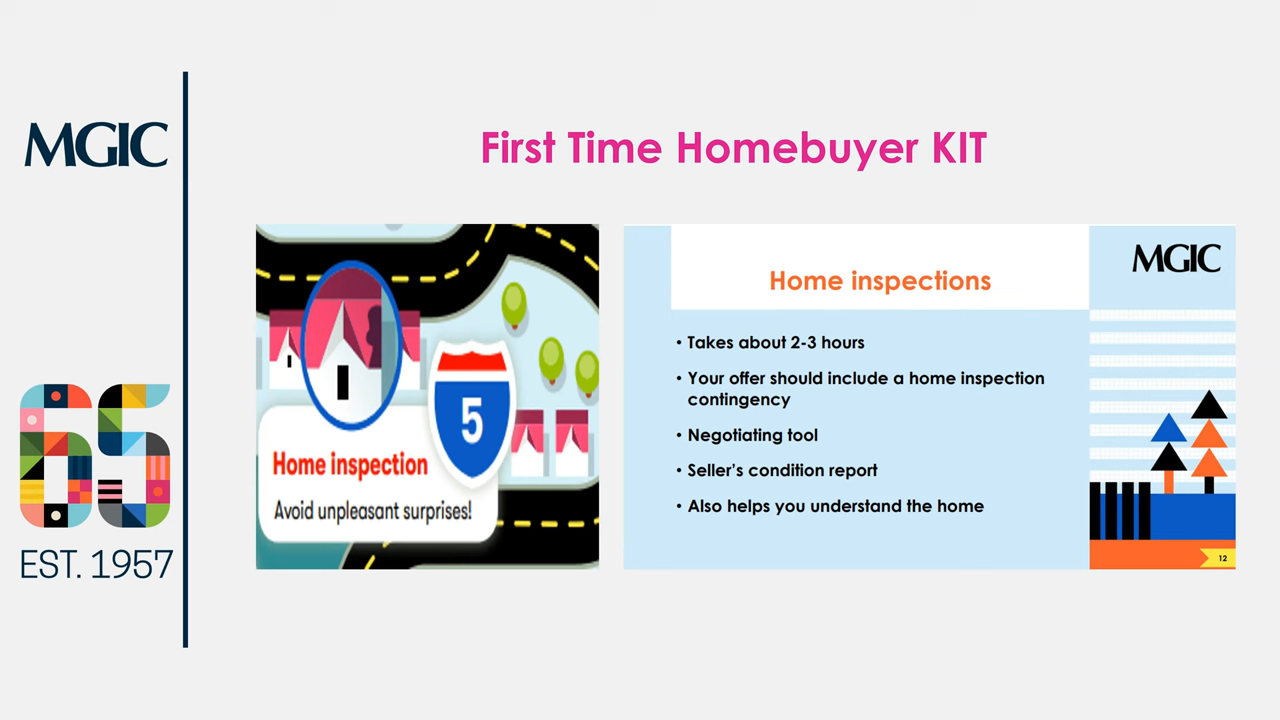 MGIC
65
EST. 1957
First Time Homebuyer KIT
5
Home inspection
Avoid unpleasant surprises!
MGIC
Home inspections
• Takes about 2-3 hours
• Your offer should include a home inspection
contingency
• Negotiating tool
• Seller's condition report
• Also helps you understand the home
12